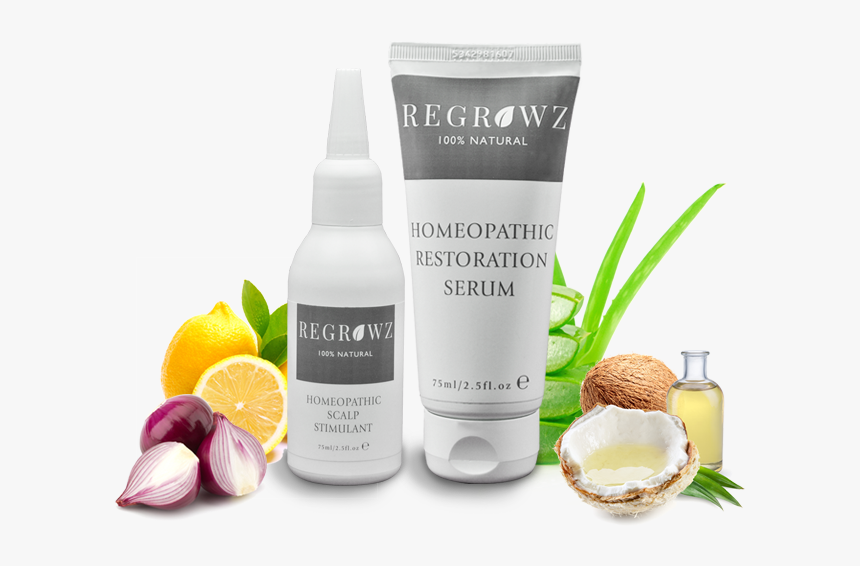 REGROWZ
100% NATURAL
HOMEOPATHIC
SCALP
STIMULANT
75ml/2.5fl.oz ℮
5342981607
REGROWZ
100% NATURAL
HOMEOPATHIC
RESTORATION
SERUM
75ml/2.5fl.oz ℮